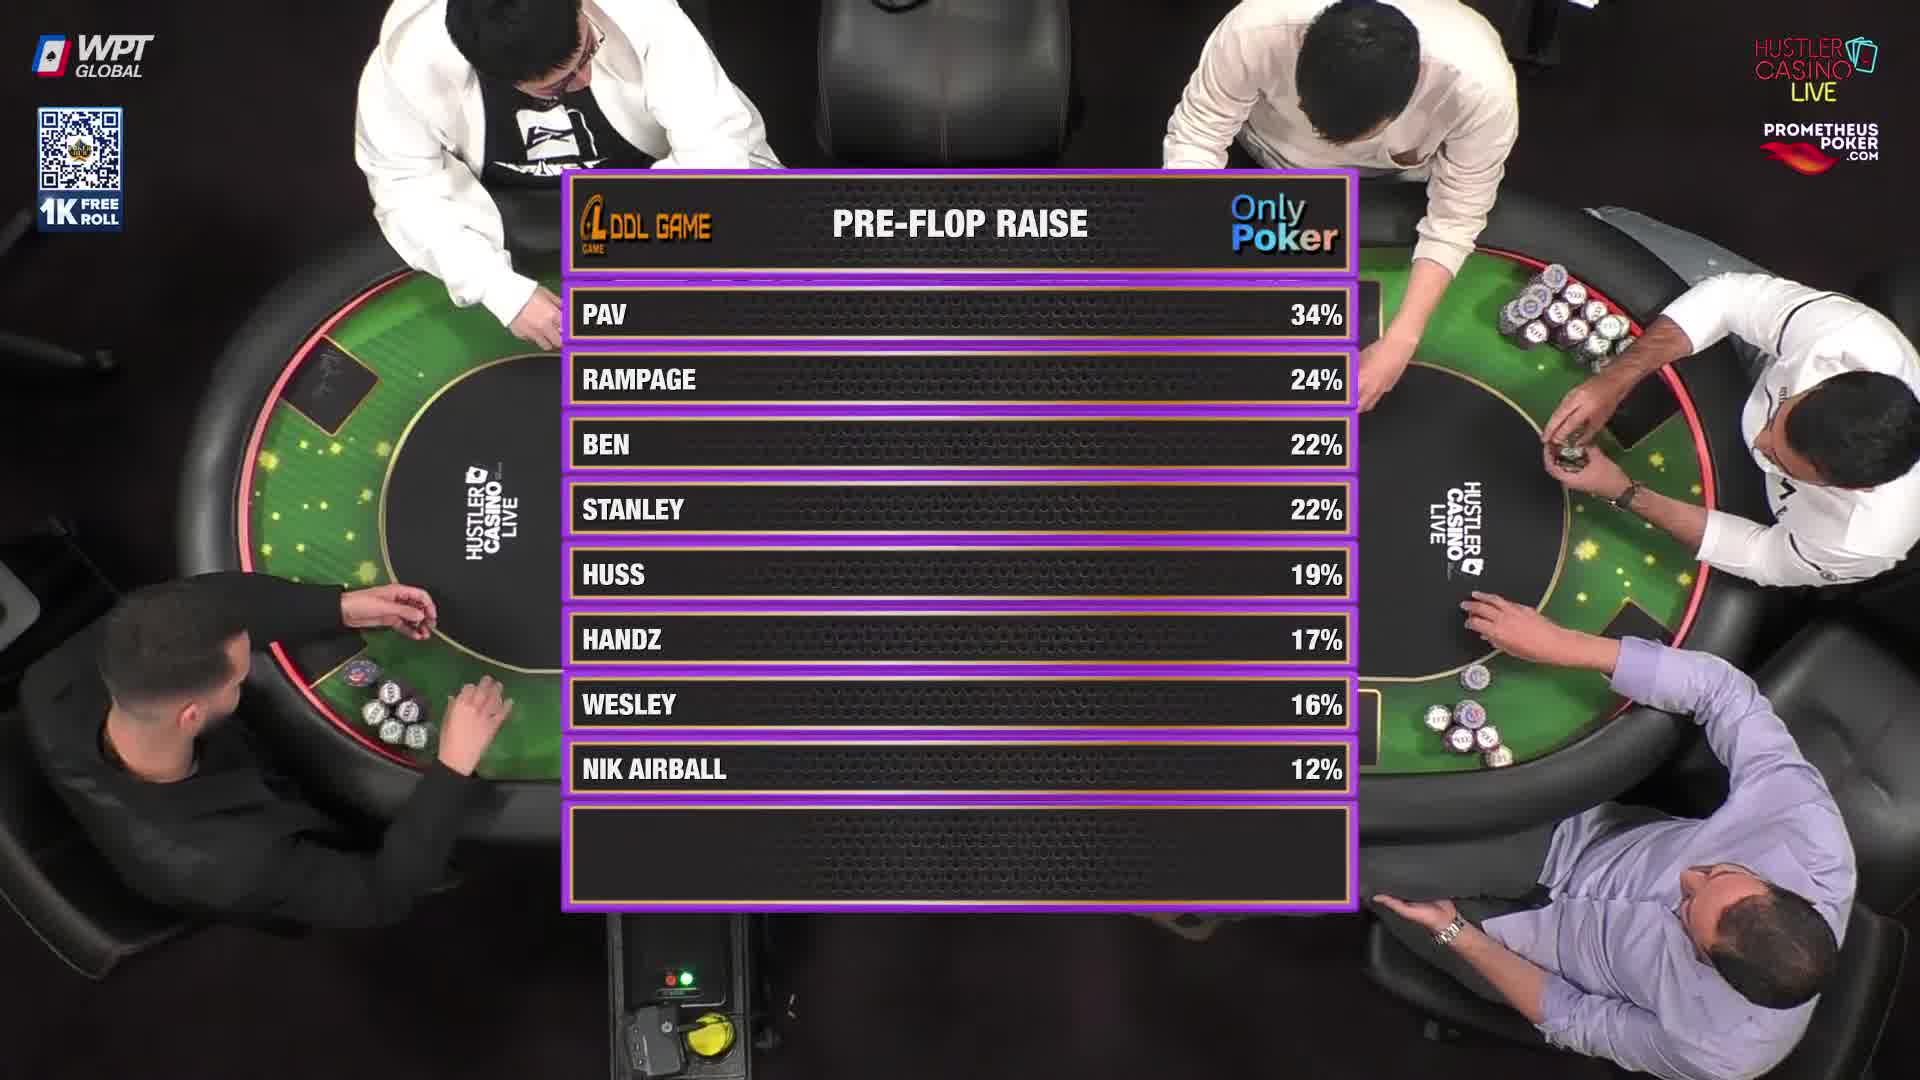 WPT
GLOBAL
1K FREE
ROLL
HUSTLER
CASINO
LIVE
PROMETHEUS
POKER
.COM
DDL GAME
GAME
PRE-FLOP RAISE
Only
Poker
PAV 34%
RAMPAGE 24%
BEN 22%
STANLEY 22%
HUSS 19%
HANDZ 17%
WESLEY 16%
NIK AIRBALL 12%
HUSTLER
CASINO
LIVE
HUSTLER
CASINO
LIVE